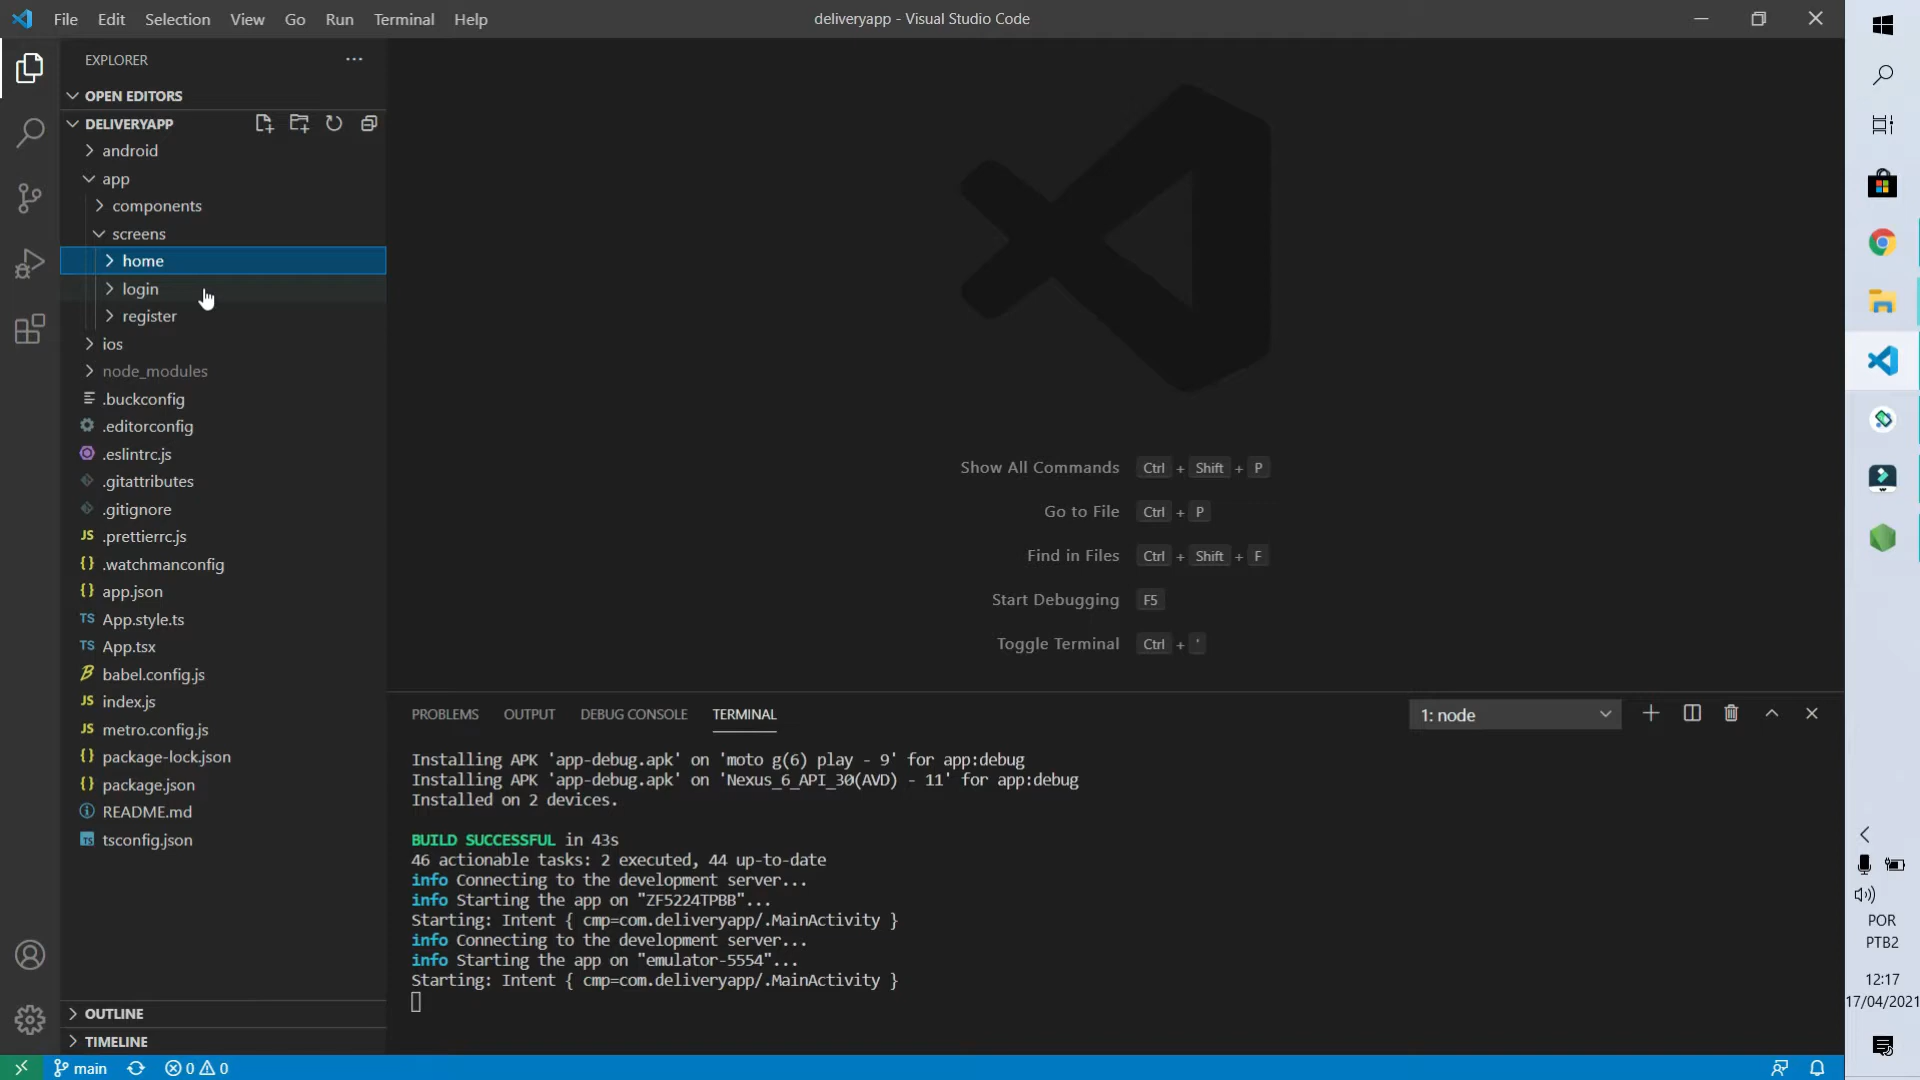 File Edit Selection View Go Run Terminal Help
deliveryapp - Visual Studio Code
EXPLORER
OPEN EDITORS
DELIVERYAPP
android
app
components
screens
home
login
register
ios
node_modules
.buckconfig
.editorconfig
.eslintrc.js
.gitattributes
.gitignore
.prettierrc.js
.watchmanconfig
app.json
App.style.ts
App.tsx
babel.config.js
index.js
metro.config.js
package-lock.json
package.json
README.md
tsconfig.json
OUTLINE
TIMELINE
Show All Commands Ctrl + Shift + P
Go to File Ctrl + P
Find in Files Ctrl + Shift + F
Start Debugging F5
Toggle Terminal Ctrl + '
PROBLEMS OUTPUT DEBUG CONSOLE TERMINAL
1: node
Installing APK 'app-debug.apk' on 'moto g(6) play - 9' for app:debug
Installing APK 'app-debug.apk' on 'Nexus_6_API_30(AVD) - 11' for app:debug
Installed on 2 devices.
BUILD SUCCESSFUL in 43s
46 actionable tasks: 2 executed, 44 up-to-date
info Connecting to the development server...
info Starting the app on "ZF5224TPBB"...
Starting: Intent { cmp=com.deliveryapp/.MainActivity }
info Connecting to the development server...
info Starting the app on "emulator-5554"...
Starting: Intent { cmp=com.deliveryapp/.MainActivity }
main 0 0
POR
PTB2
12:17
17/04/2021